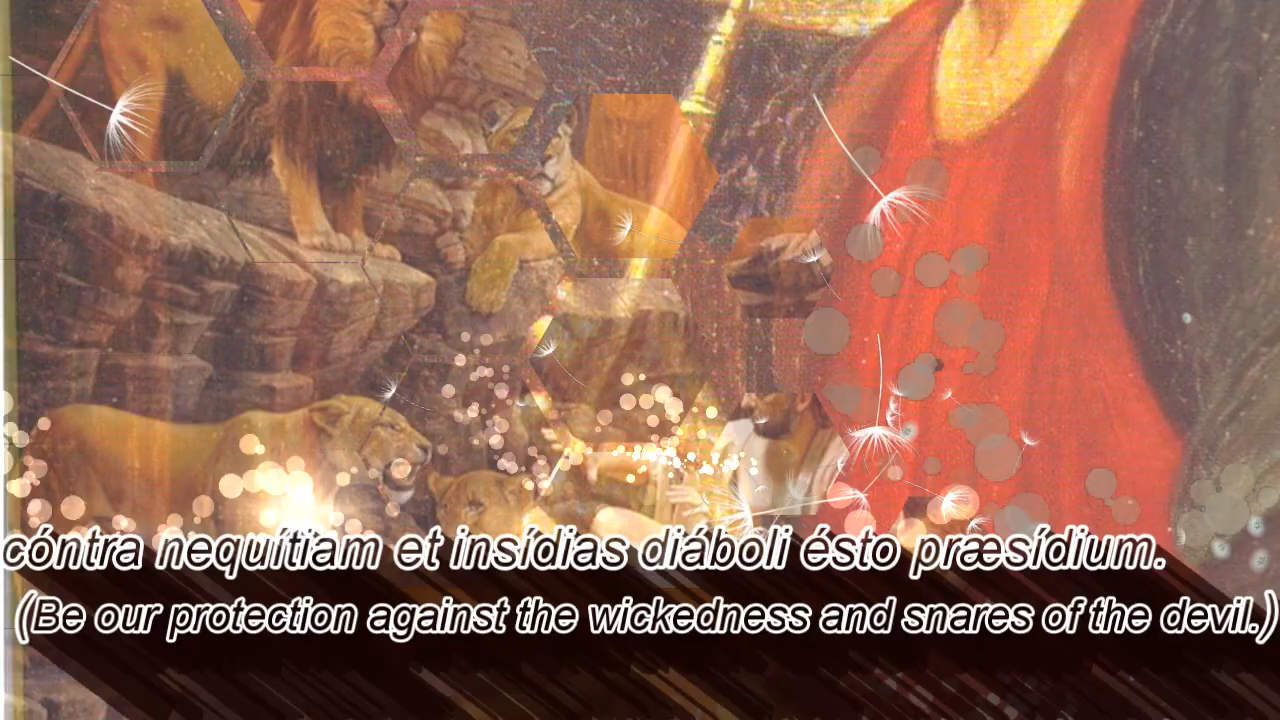 cóntra nequítiam et insídias diáboli ésto præsídium.
(Be our protection against the wickedness and snares of the devil.)